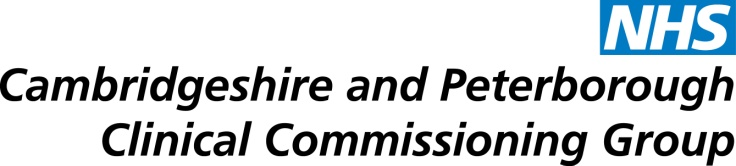 NHS
Cambridgeshire and Peterborough
Clinical Commissioning Group